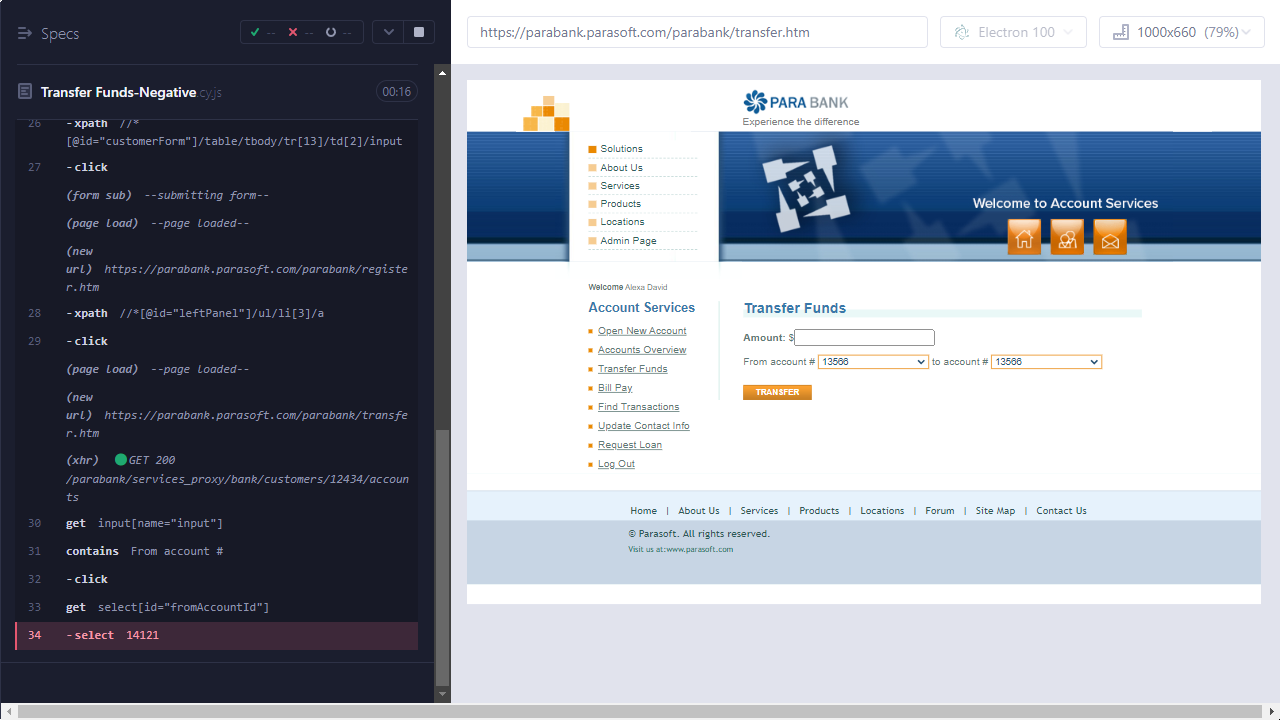 Specs
--
--
--
Transfer Funds-Negative.cy.js
00:16
26 -xpath //*
[@id="customerForm"]/table/tbody/tr[13]/td[2]/input
27 -click
(form sub) --submitting form--
(page load) --page loaded--
(new
url) https://parabank.parasoft.com/parabank/registe
r.htm
28 -xpath //*[@id="leftPanel"]/ul/li[3]/a
29 -click
(page load) --page loaded--
(new
url) https://parabank.parasoft.com/parabank/transfe
r.htm
(xhr) GET 200
/parabank/services_proxy/bank/customers/12434/accoun
ts
30 get input[name="input"]
31 contains From account #
32 -click
33 get select[id="fromAccountId"]
34 -select 14121
https://parabank.parasoft.com/parabank/transfer.htm
Electron 100
1000x660 (79%)
PARA BANK
Experience the difference
Solutions
About Us
Services
Products
Locations
Admin Page
Welcome to Account Services
Welcome Alexa David
Account Services
Open New Account
Accounts Overview
Transfer Funds
Bill Pay
Find Transactions
Update Contact Info
Request Loan
Log Out
Transfer Funds
Amount: $
From account # 13566 to account # 13566
TRANSFER
Home | About Us | Services | Products | Locations | Forum | Site Map | Contact Us
© Parasoft. All rights reserved.
Visit us at:www.parasoft.com